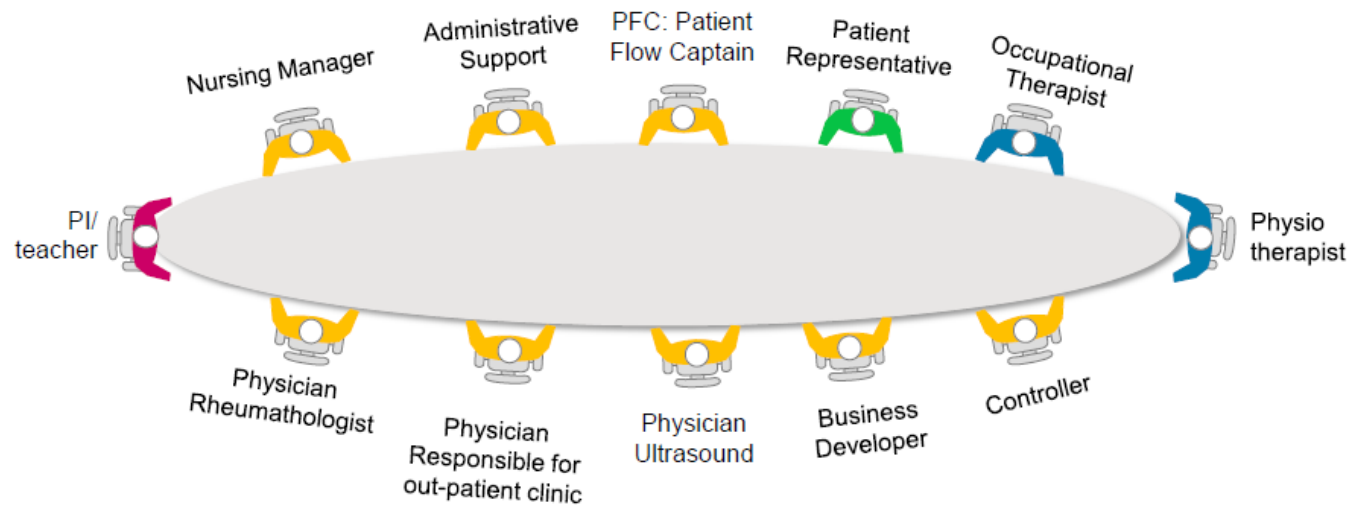 Nursing Manager
Administrative
Support
PFC: Patient
Flow Captain
Patient
Representative
Occupational
Therapist
PI/
teacher
Physio
therapist
Physician
Rheumathologist
Physician
Responsible for
out-patient clinic
Physician
Ultrasound
Business
Developer
Controller